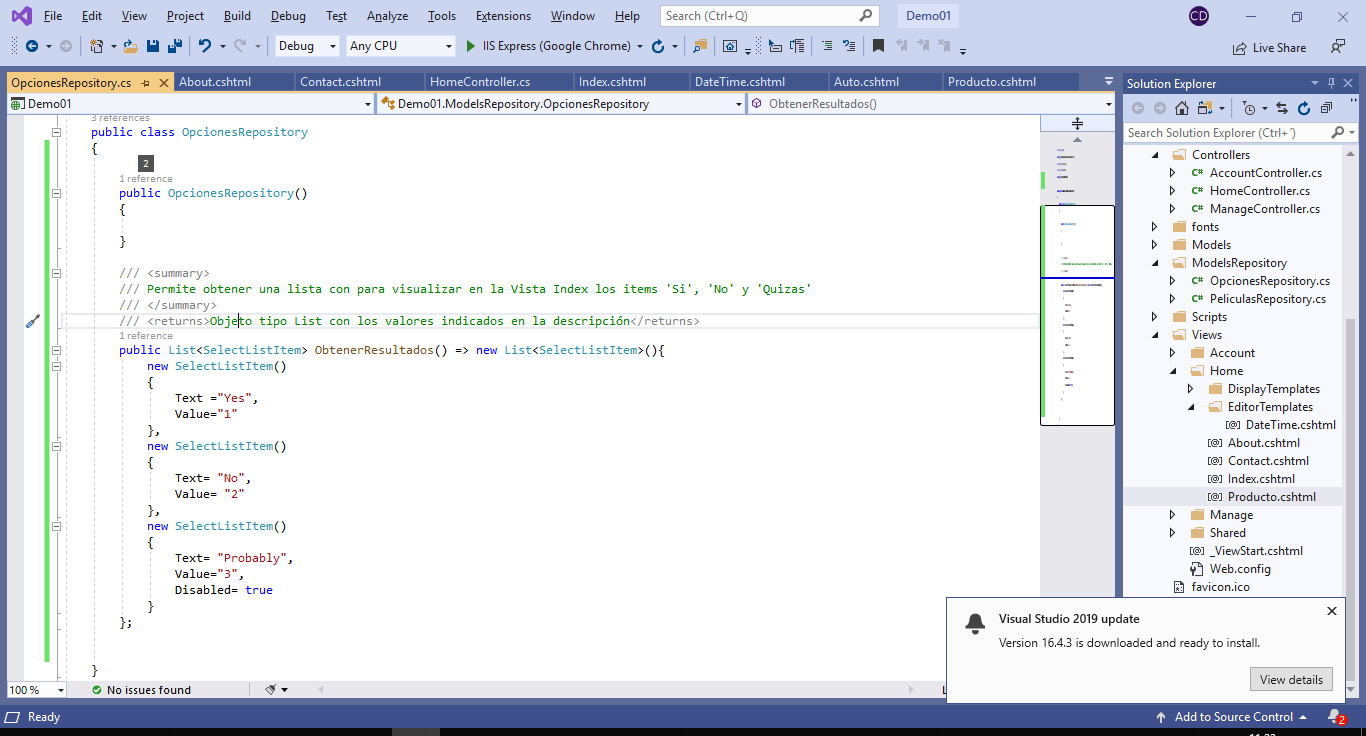 File Edit View Project Build Debug Test Analyze Tools Extensions Window Help Search (Ctrl+Q) Demo01 CD
Debug Any CPU IIS Express (Google Chrome) Live Share
OpcionesRepository.cs About.cshtml Contact.cshtml HomeController.cs Index.cshtml DateTime.cshtml Auto.cshtml Producto.cshtml
Demo01 Demo01.ModelsRepository.OpcionesRepository ObtenerResultados()
3 references
public class OpcionesRepository
{
2
1 reference
public OpcionesRepository()
{
}
/// <summary>
/// Permite obtener una lista con para visualizar en la Vista Index los items 'Si', 'No' y 'Quizas'
/// </summary>
/// <returns>Objeto tipo List con los valores indicados en la descripción</returns>
1 reference
public List<SelectListItem> ObtenerResultados() => new List<SelectListItem>(){
new SelectListItem()
{
Text ="Yes",
Value="1"
},
new SelectListItem()
{
Text= "No",
Value= "2"
},
new SelectListItem()
{
Text= "Probably",
Value="3",
Disabled= true
}
};
}
100 % No issues found
Ready
Solution Explorer
Search Solution Explorer (Ctrl+´)
Controllers
C# AccountController.cs
C# HomeController.cs
C# ManageController.cs
fonts
Models
ModelsRepository
C# OpcionesRepository.cs
C# PeliculasRepository.cs
Scripts
Views
Account
Home
DisplayTemplates
EditorTemplates
[@] DateTime.cshtml
[@] About.cshtml
[@] Contact.cshtml
[@] Index.cshtml
[@] Producto.cshtml
Manage
Shared
[@] _ViewStart.cshtml
Web.config
favicon.ico
Visual Studio 2019 update
Version 16.4.3 is downloaded and ready to install.
View details
Add to Source Control 2